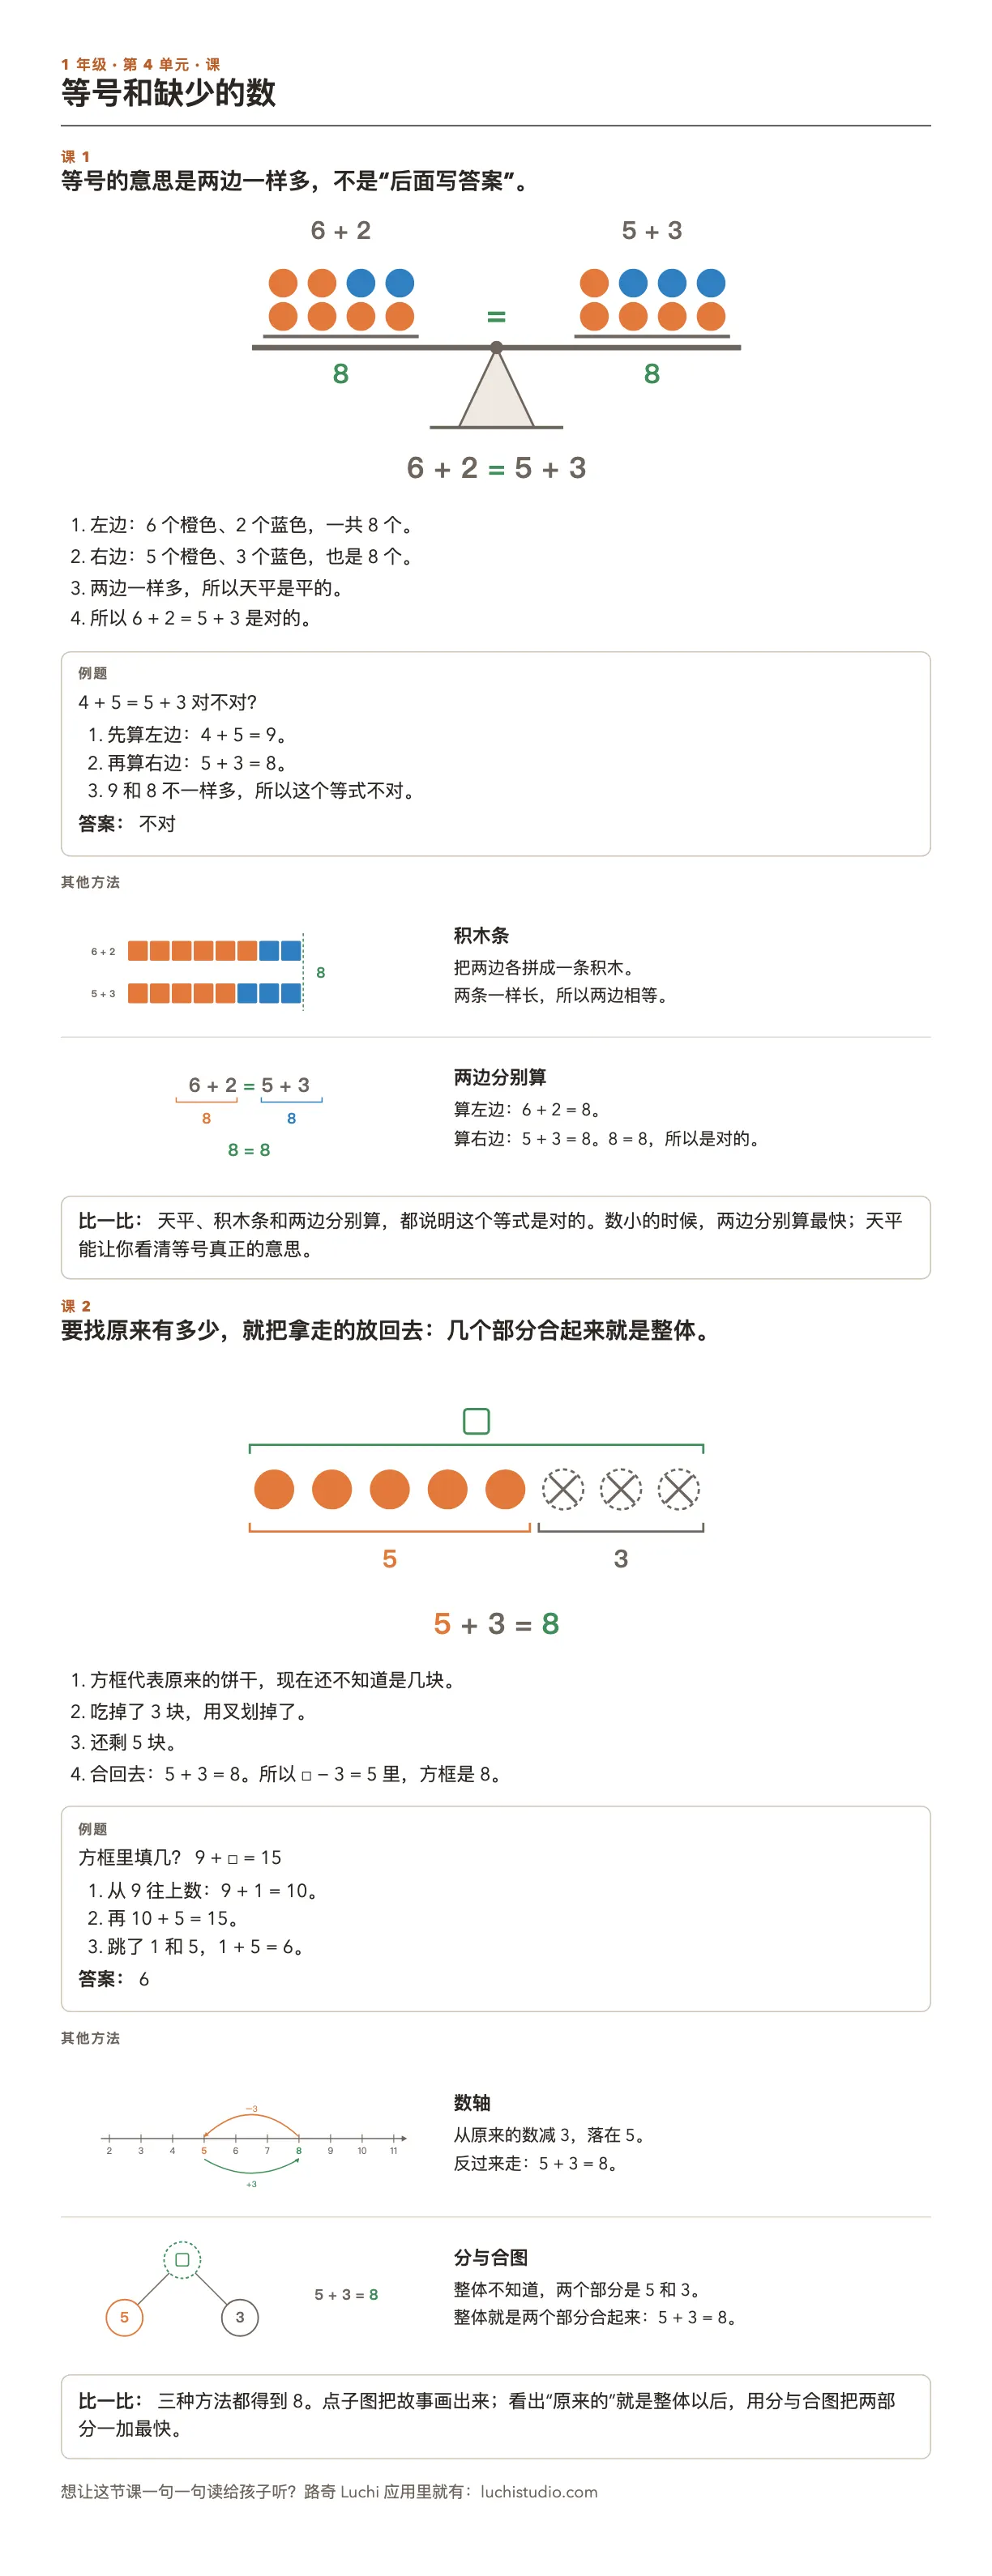 1 年级 · 第 4 单元 · 课
等号和缺少的数
课 1
等号的意思是两边一样多，不是“后面写答案”。
6 + 2
5 + 3
=
8
8
6 + 2 = 5 + 3
1. 左边：6 个橙色、2 个蓝色，一共 8 个。
2. 右边：5 个橙色、3 个蓝色，也是 8 个。
3. 两边一样多，所以天平是平的。
4. 所以 6 + 2 = 5 + 3 是对的。
例题
4 + 5 = 5 + 3 对不对？
1. 先算左边：4 + 5 = 9。
2. 再算右边：5 + 3 = 8。
3. 9 和 8 不一样多，所以这个等式不对。
答案： 不对
其他方法
6 + 2
8
5 + 3
积木条
把两边各拼成一条积木。
两条一样长，所以两边相等。
6 + 2 = 5 + 3
8
8
8 = 8
两边分别算
算左边：6 + 2 = 8。
算右边：5 + 3 = 8。8 = 8，所以是对的。
比一比： 天平、积木条和两边分别算，都说明这个等式是对的。数小的时候，两边分别算最快；天平
能让你看清等号真正的意思。
课 2
要找原来有多少，就把拿走的放回去：几个部分合起来就是整体。
5
3
5 + 3 = 8
1. 方框代表原来的饼干，现在还不知道是几块。
2. 吃掉了 3 块，用叉划掉了。
3. 还剩 5 块。
4. 合回去：5 + 3 = 8。所以 □ − 3 = 5 里，方框是 8。
例题
方框里填几？ 9 + □ = 15
1. 从 9 往上数：9 + 1 = 10。
2. 再 10 + 5 = 15。
3. 跳了 1 和 5，1 + 5 = 6。
答案： 6
其他方法
−3
2 3 4 5 6 7 8 9 10 11
+3
数轴
从原来的数减 3，落在 5。
反过来走：5 + 3 = 8。
5
3
5 + 3 = 8
分与合图
整体不知道，两个部分是 5 和 3。
整体就是两个部分合起来：5 + 3 = 8。
比一比： 三种方法都得到 8。点子图把故事画出来；看出“原来的”就是整体以后，用分与合图把两部
分一加最快。
想让这节课一句一句读给孩子听？路奇 Luchi 应用里就有：luchistudio.com